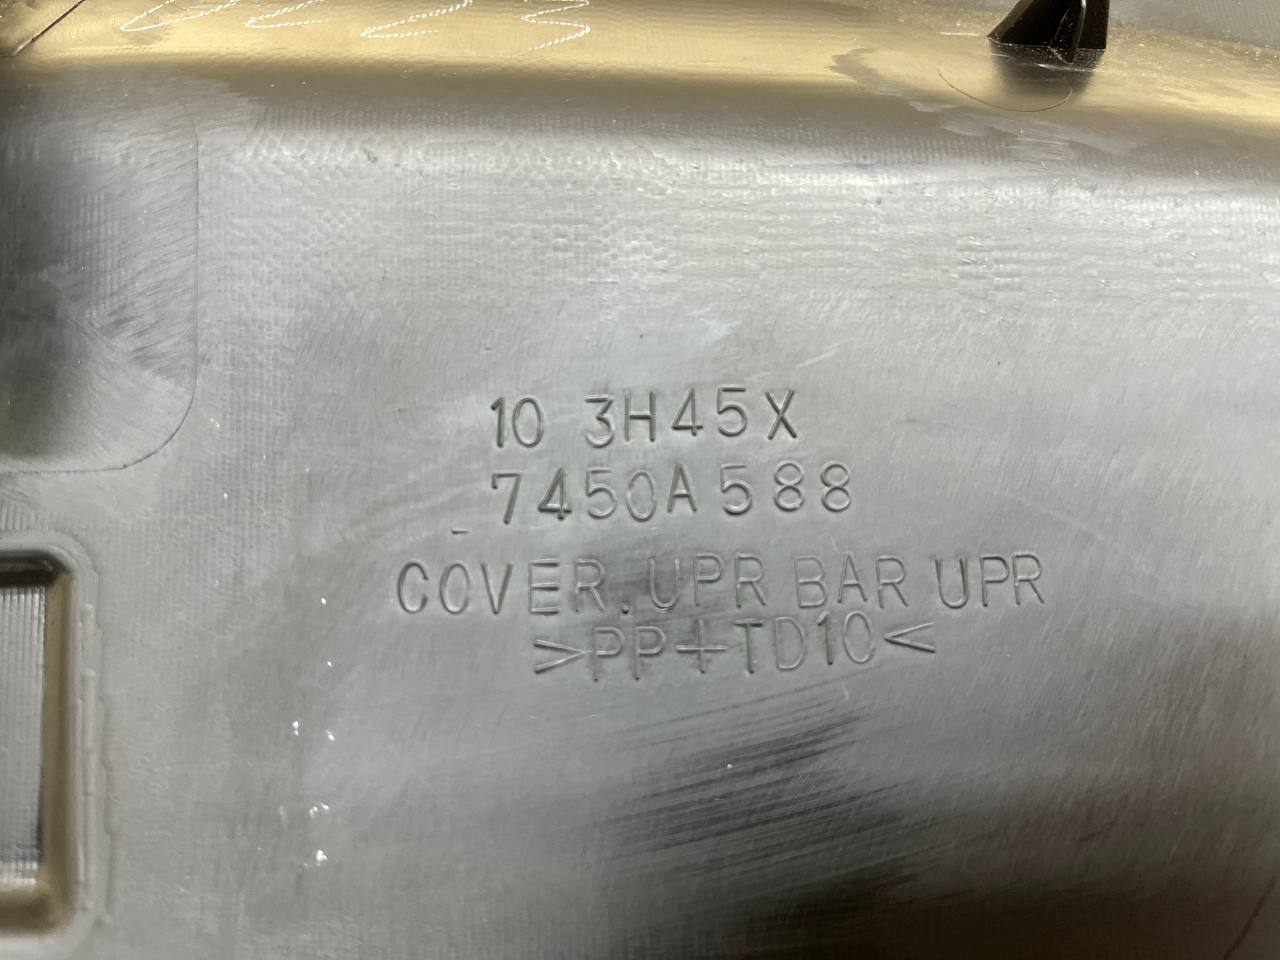 10 3H45X
7450A588
COVER.UPR BAR UPR
>PP+TD10<